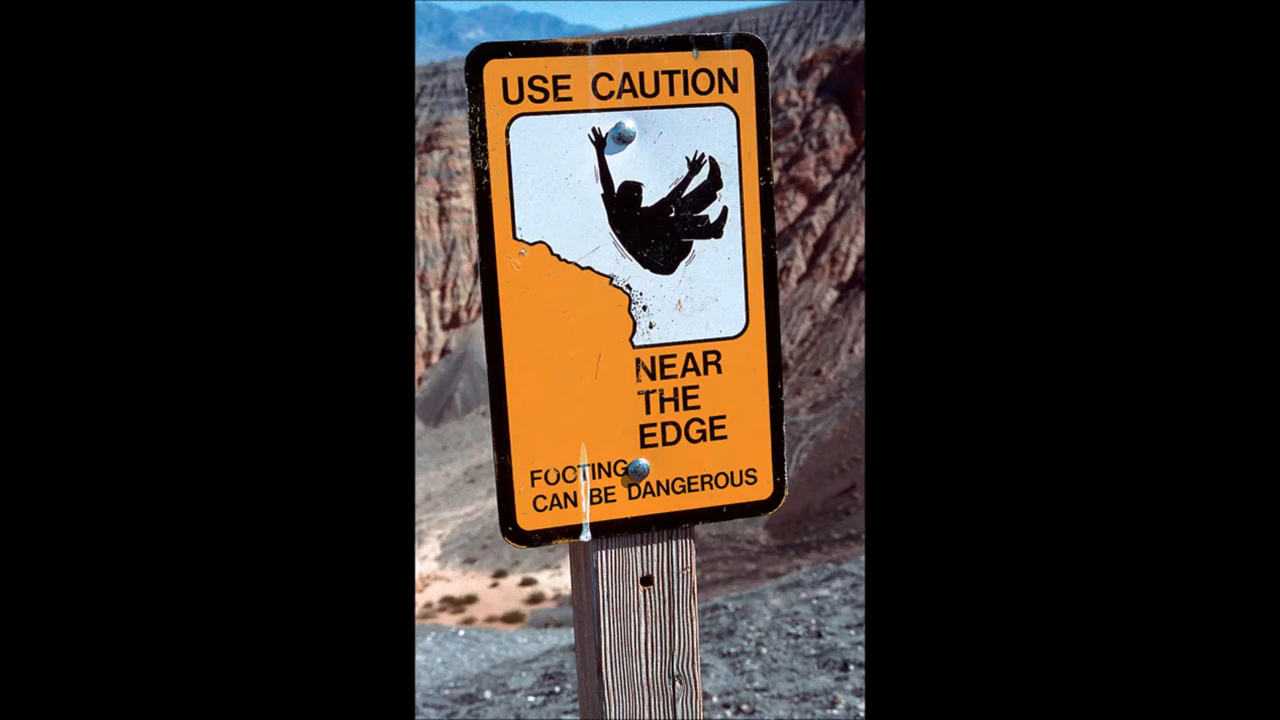 USE CAUTION
NEAR
THE
EDGE
FOOTING
CAN BE DANGEROUS